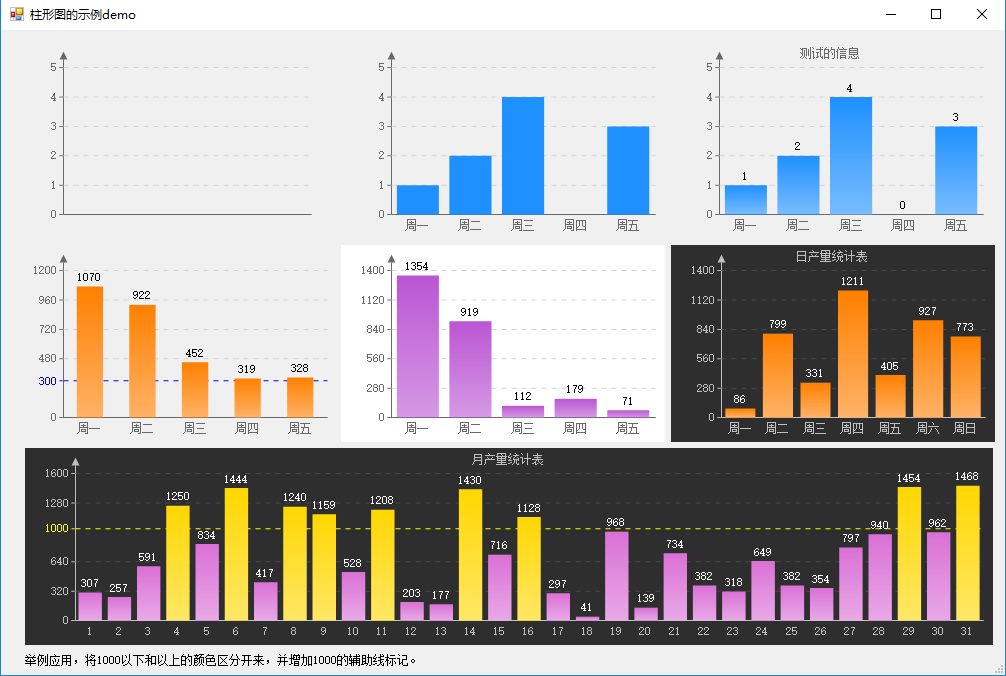 柱形图的示例demo
5
4
3
2
1
0
5
4
3
2
1
0
周一 周二 周三 周四 周五
测试的信息
5
4
3
2
1
0
1 2 4 0 3
周一 周二 周三 周四 周五
1200
960
720
480
300
0
1070 922 452 319 328
周一 周二 周三 周四 周五
1400
1120
840
560
280
0
1354 919 112 179 71
周一 周二 周三 周四 周五
日产量统计表
1400
1120
840
560
280
0
86 799 331 1211 405 927 773
周一 周二 周三 周四 周五 周六 周日
月产量统计表
1600
1280
1000
640
320
0
307 257 591 1250 834 1444 417 1240 1159 528 1208 203 177 1430 716 1128 297 41 968 139 734 382 318 649 382 354 797 940 1454 962 1468
1 2 3 4 5 6 7 8 9 10 11 12 13 14 15 16 17 18 19 20 21 22 23 24 25 26 27 28 29 30 31
举例应用，将1000以下和以上的颜色区分开来，并增加1000的辅助线标记。